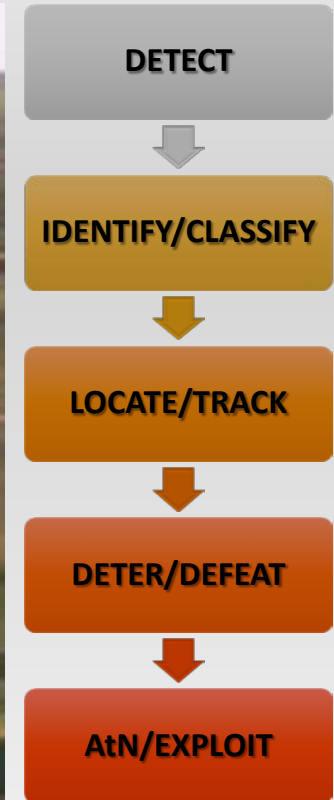 DETECT
IDENTIFY/CLASSIFY
LOCATE/TRACK
DETER/DEFEAT
AtN/EXPLOIT